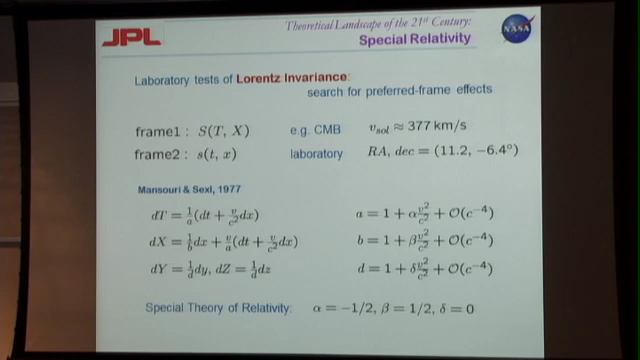 JPL
Theoretical Landscape of the 21st Century:
Special Relativity
NASA
Laboratory tests of Lorentz Invariance:
search for preferred-frame effects
frame1 : S(T, X) e.g. CMB v_sol ≈ 377 km/s
frame2 : s(t, x) laboratory RA, dec = (11.2, −6.4°)
Mansouri & Sexl, 1977
dT = 1/a (dt + v/c² dx) a = 1 + α v²/c² + O(c⁻⁴)
dX = 1/b dx + v/a (dt + v/c² dx) b = 1 + β v²/c² + O(c⁻⁴)
dY = 1/d dy, dZ = 1/d dz d = 1 + δ v²/c² + O(c⁻⁴)
Special Theory of Relativity: α = −1/2, β = 1/2, δ = 0